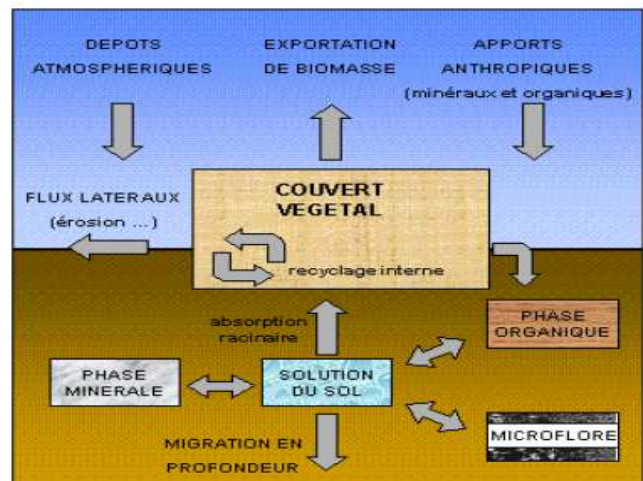 DEPOTS
ATMOSPHERIQUES
EXPORTATION
DE BIOMASSE
APPORTS
ANTHROPIQUES
(minéraux et organiques)
FLUX LATERAUX
(érosion ...)
COUVERT
VEGETAL
recyclage interne
absorption
racinaire
PHASE
ORGANIQUE
PHASE
MINERALE
SOLUTION
DU SOL
MICROFLORE
MIGRATION EN
PROFONDEUR